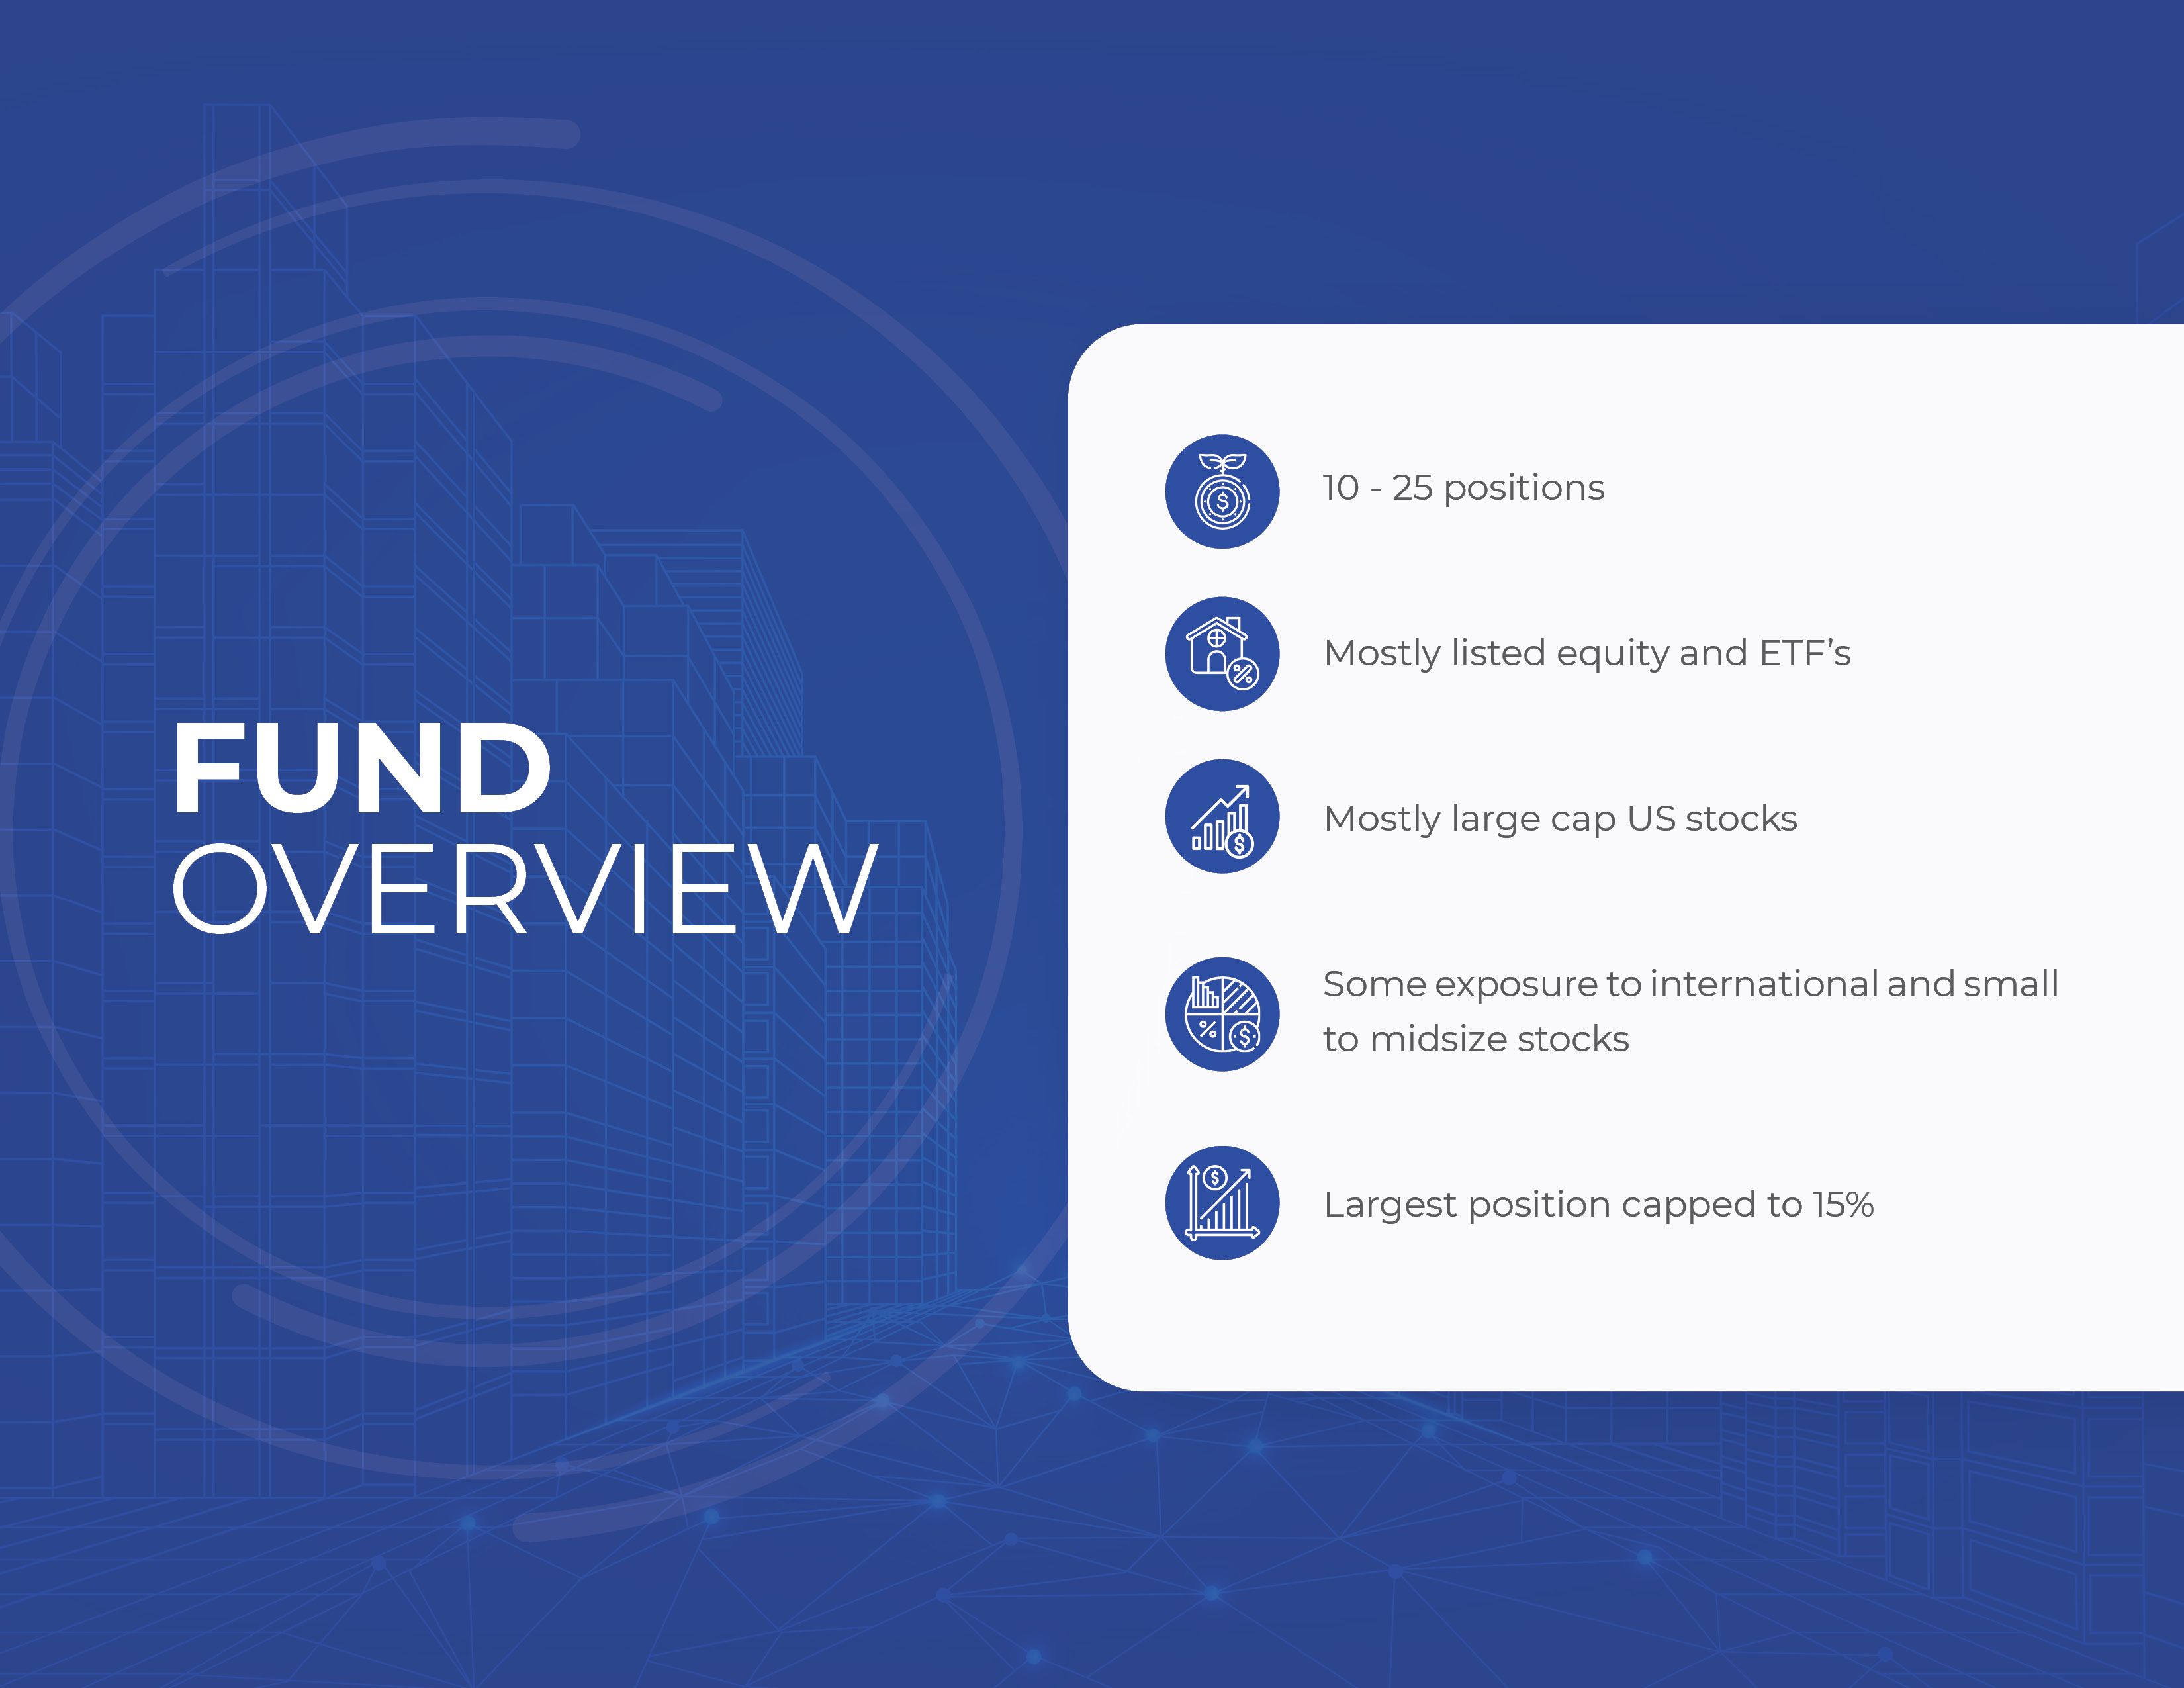 FUND
OVERVIEW
10 - 25 positions
Mostly listed equity and ETF’s
Mostly large cap US stocks
Some exposure to international and small
to midsize stocks
Largest position capped to 15%